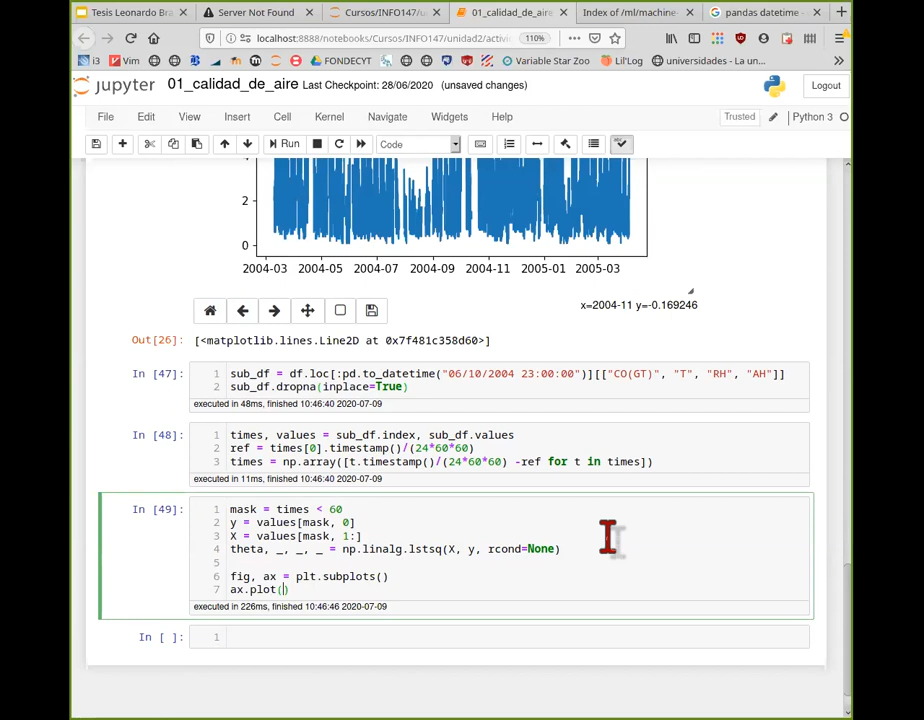 Tesis Leonardo Bra
Server Not Found
Cursos/INFO147/u
01_calidad_de_aire
Index of /ml/machine-
pandas datetime -
localhost:8888/notebooks/Cursos/INFO147/unidad2/activi
110%
i3
Vim
FONDECYT
Variable Star Zoo
Lil'Log
universidades - La un...
jupyter 01_calidad_de_aire Last Checkpoint: 28/06/2020 (unsaved changes)
Logout
File Edit View Insert Cell Kernel Navigate Widgets Help
Trusted
Python 3
Run
Code
2
0
2004-03 2004-05 2004-07 2004-09 2004-11 2005-01 2005-03
x=2004-11 y=-0.169246
Out[26]: [<matplotlib.lines.Line2D at 0x7f481c358d60>]
In [47]:
1 sub_df = df.loc[:pd.to_datetime("06/10/2004 23:00:00")][["CO(GT)", "T", "RH", "AH"]]
2 sub_df.dropna(inplace=True)
executed in 48ms, finished 10:46:40 2020-07-09
In [48]:
1 times, values = sub_df.index, sub_df.values
2 ref = times[0].timestamp()/(24*60*60)
3 times = np.array([t.timestamp()/(24*60*60) -ref for t in times])
executed in 11ms, finished 10:46:40 2020-07-09
In [49]:
1 mask = times < 60
2 y = values[mask, 0]
3 X = values[mask, 1:]
4 theta, _, _, _ = np.linalg.lstsq(X, y, rcond=None)
5
6 fig, ax = plt.subplots()
7 ax.plot()
executed in 226ms, finished 10:46:46 2020-07-09
In [ ]:
1